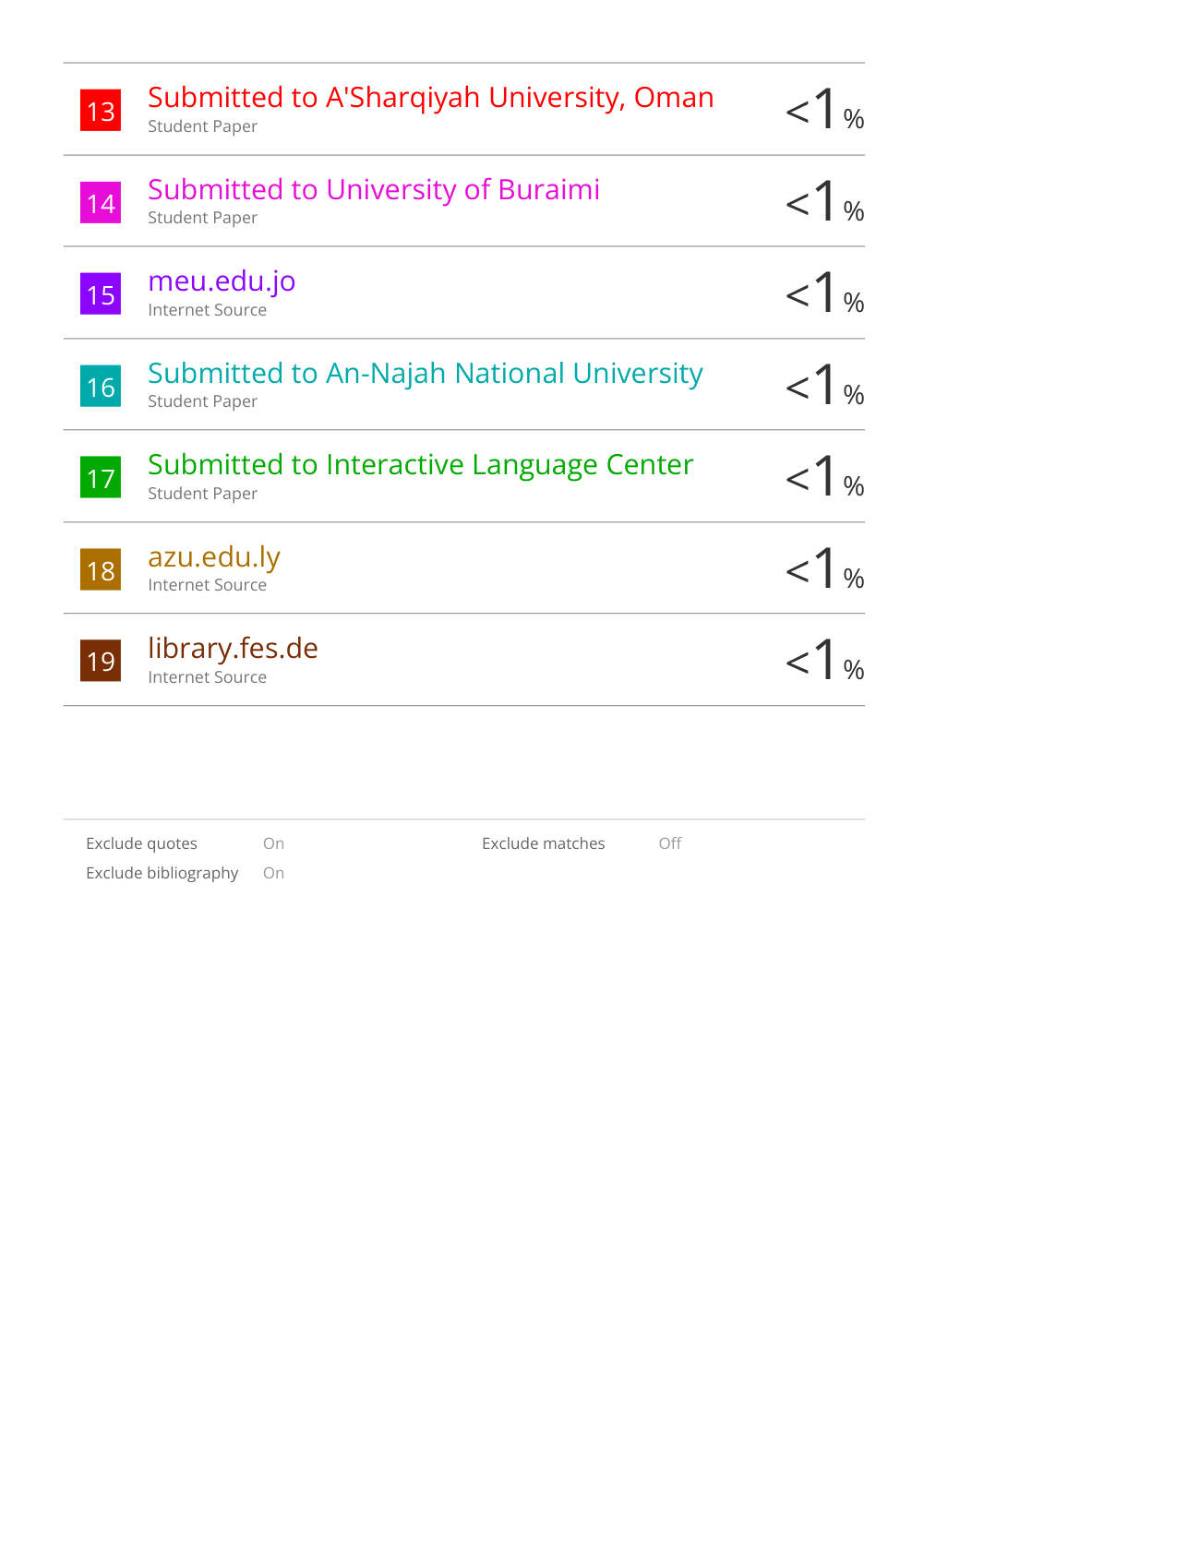 13 Submitted to A'Sharqiyah University, Oman <1%
Student Paper
14 Submitted to University of Buraimi <1%
Student Paper
15 meu.edu.jo <1%
Internet Source
16 Submitted to An-Najah National University <1%
Student Paper
17 Submitted to Interactive Language Center <1%
Student Paper
18 azu.edu.ly <1%
Internet Source
19 library.fes.de <1%
Internet Source
Exclude quotes On Exclude matches Off
Exclude bibliography On